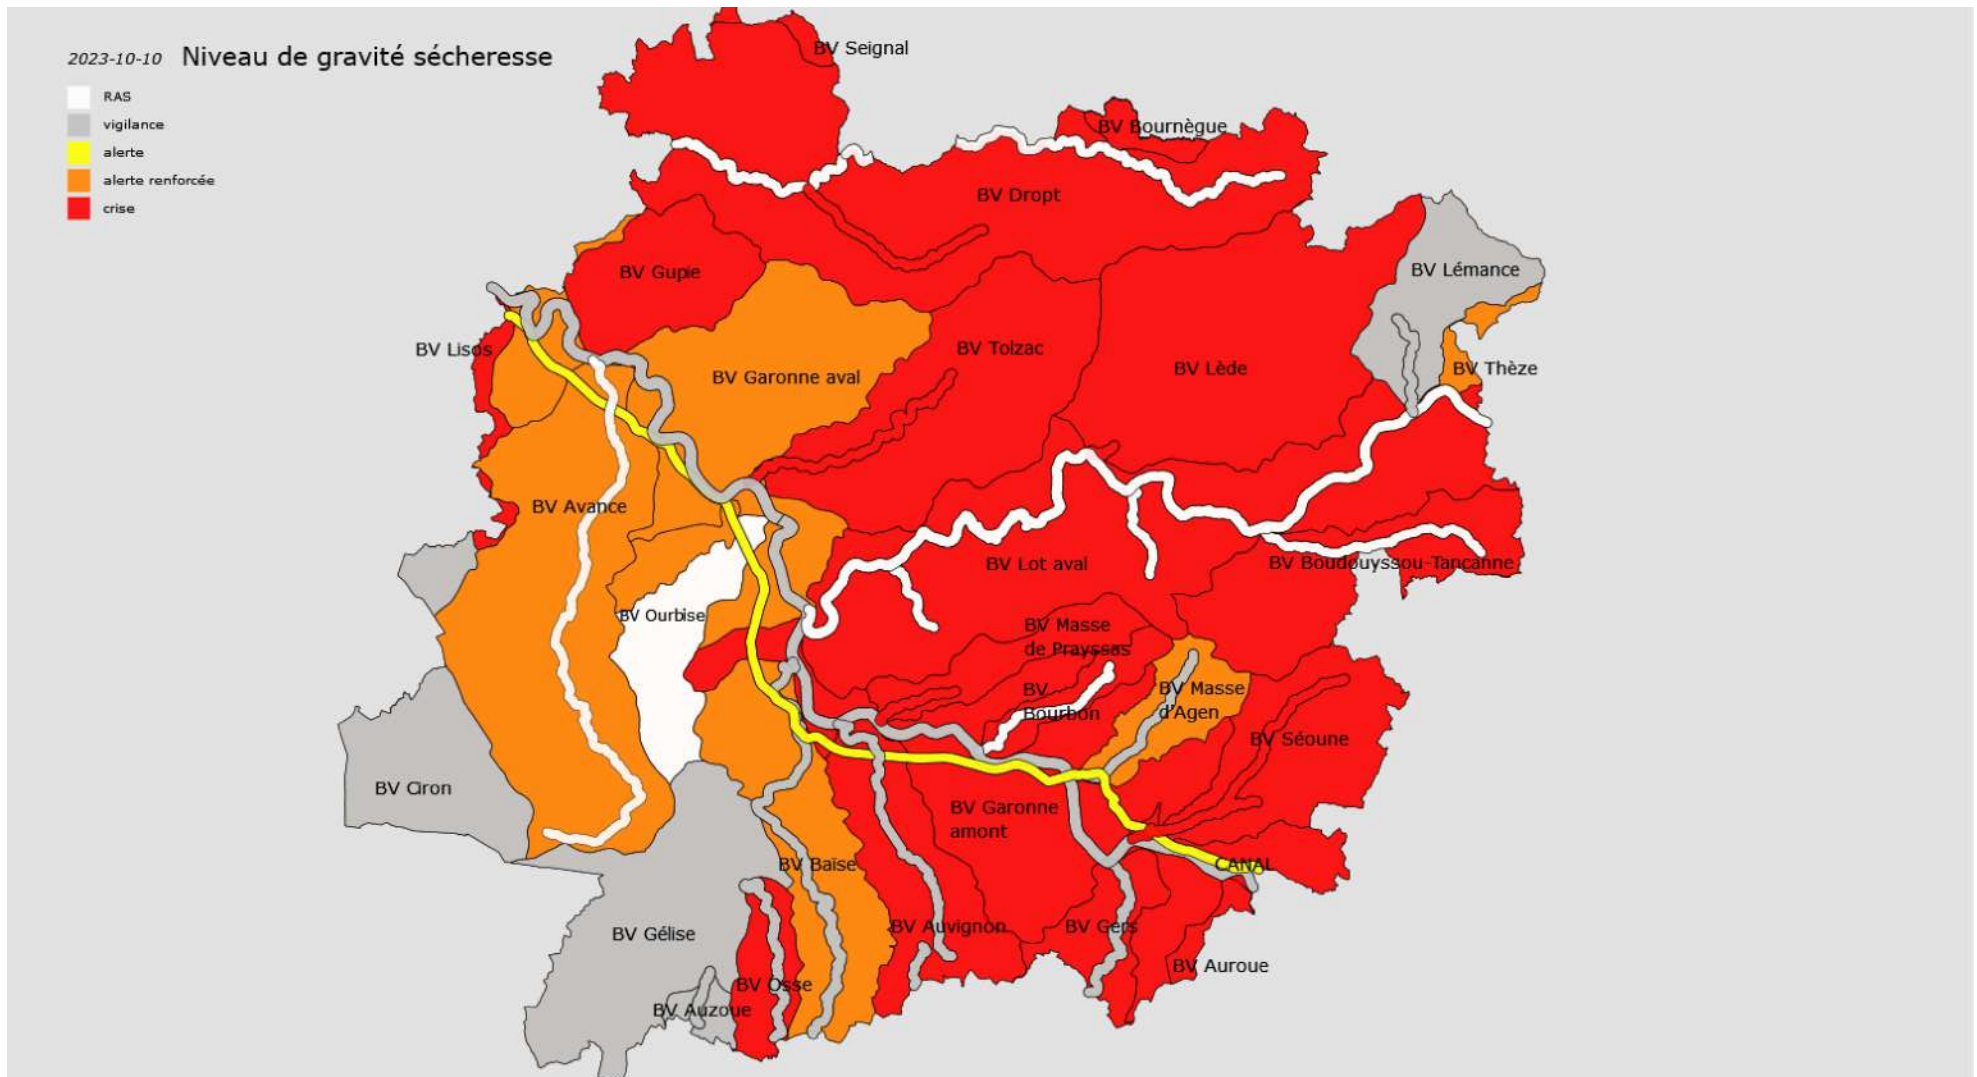 2023-10-10 Niveau de gravité sécheresse
RAS
vigilance
alerte
alerte renforcée
crise
BV Seignal
BV Bournègue
BV Dropt
BV Gupie
BV Lémance
BV Lisos
BV Tolzac
BV Lède
BV Thèze
BV Garonne aval
BV Avance
BV Lot aval
BV Boudouyssou-Tancanne
BV Ourbise
BV Masse
de Prayssas
BV
Bourbon
BV Masse
d'Agen
BV Séoune
BV Ciron
BV Garonne
amont
BV Baïse
CANAL
BV Gélise
BV Auvignon
BV Gers
BV Auroue
BV Osse
BV Auzoue